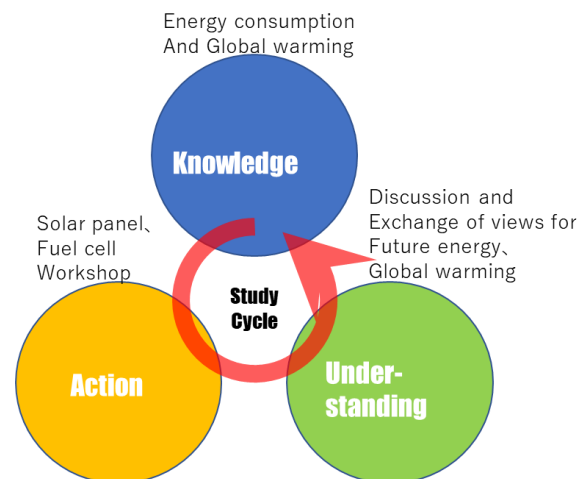 Energy consumption
And Global warming
Knowledge
Discussion and
Exchange of views for
Future energy、
Global warming
Solar panel、
Fuel cell
Workshop
Study
Cycle
Action
Under-
standing